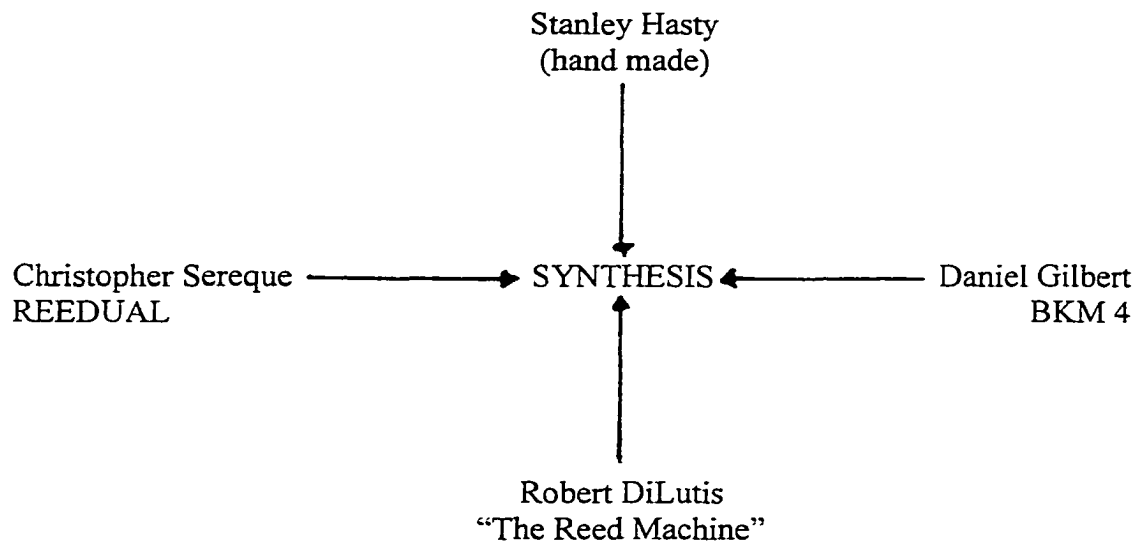 Stanley Hasty
(hand made)
Christopher Sereque
REEDUAL
SYNTHESIS
Daniel Gilbert
BKM 4
Robert DiLutis
“The Reed Machine”